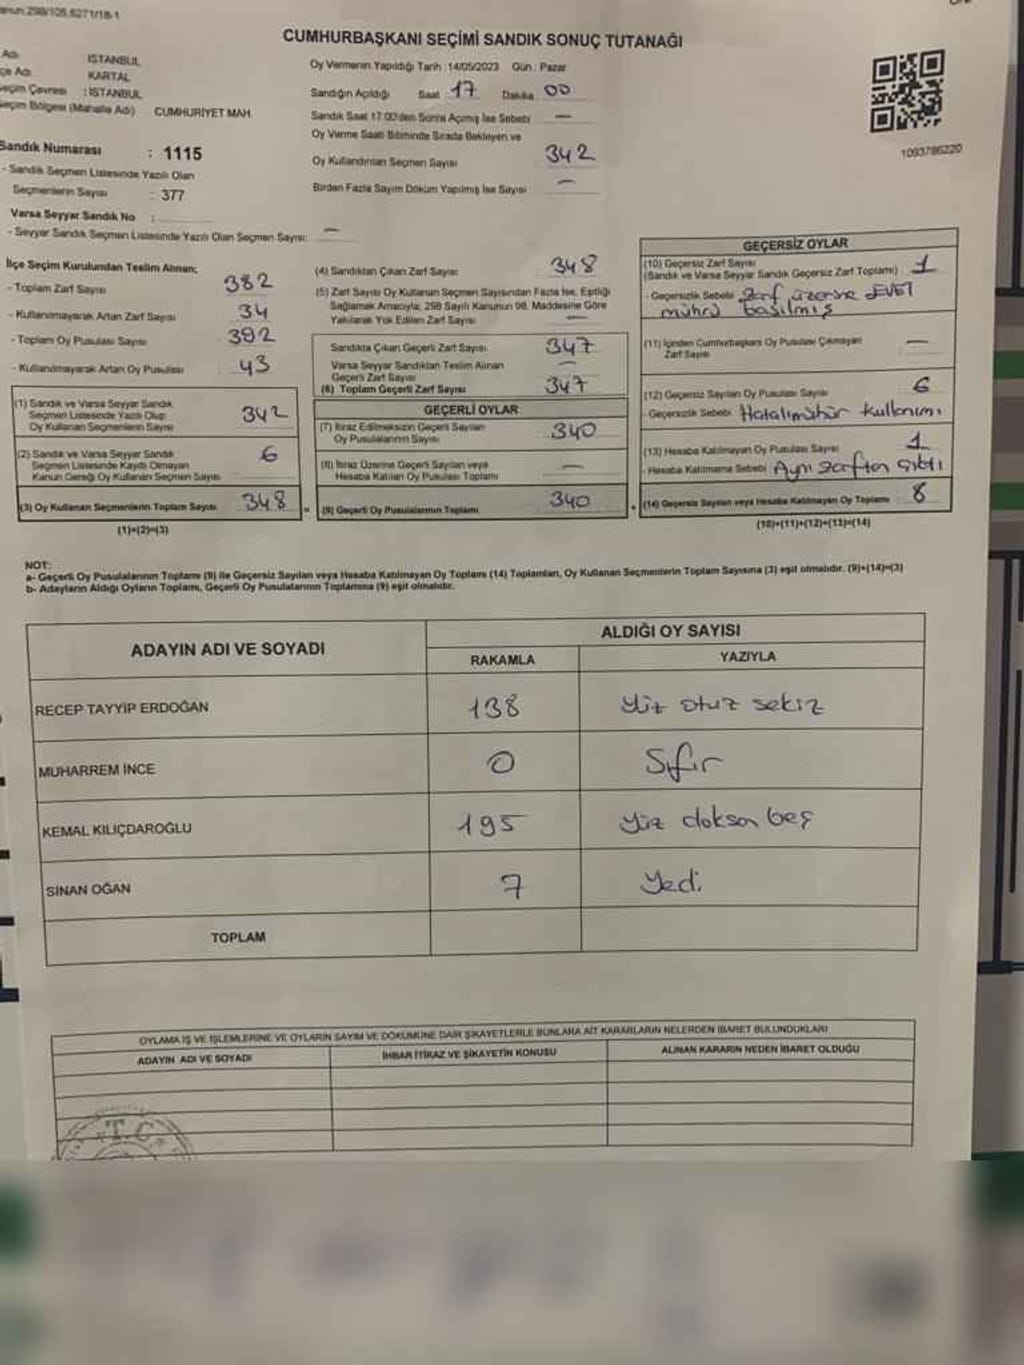 CUMHURBAŞKANI SEÇİMİ SANDIK SONUÇ TUTANAĞI
Adı İSTANBUL
çe Adı KARTAL
Seçim Çevresi : İSTANBUL
Seçim Bölgesi (Mahalle Adı) CUMHURİYET MAH.
Sandık Numarası : 1115
- Sandık Seçmen Listesinde Yazılı Olan
Seçmenlerin Sayısı : 377
Varsa Seyyar Sandık No :
- Seyyar Sandık Seçmen Listesinde Yazılı Olan Seçmen Sayısı: —
Oy Vermenin Yapıldığı Tarih : 14/05/2023 Gün : Pazar
Sandığın Açıldığı Saat 17 Dakika 00
Sandık Saat 17:00'den Sonra Açımış İse Sebebi —
Oy Verme Saati Bitiminde Sırada Bekleyen ve
Oy Kullandırılan Seçmen Sayısı 342
Birden Fazla Sayım Döküm Yapılmış İse Sayısı —
1093786220
İlçe Seçim Kurulundan Teslim Alınan;
- Toplam Zarf Sayısı 382
- Kullanılmayarak Artan Zarf Sayısı 34
- Toplam Oy Pusulası Sayısı 392
- Kullanılmayarak Artan Oy Pusulası 43
(1) Sandık ve Varsa Seyyar Sandık
Seçmen Listesinde Yazılı Olup
Oy Kullanan Seçmenlerin Sayısı 342
(2) Sandık ve Varsa Seyyar Sandık
Seçmen Listesinde Kaydı Olmayan
Kanun Gereği Oy Kullanan Seçmen Sayısı 6
(3) Oy Kullanan Seçmenlerin Toplam Sayısı 348
(1)+(2)=(3)
(4) Sandıktan Çıkan Zarf Sayısı 348
(5) Zarf Sayısı Oy Kullanan Seçmen Sayısından Fazla İse, Eşitliği
Sağlamak Amacıyla, 298 Sayılı Kanunun 98. Maddesine Göre
Yakılarak Yok Edilen Zarf Sayısı —
Sandıkta Çıkan Geçerli Zarf Sayısı 347
Varsa Seyyar Sandıktan Teslim Alınan
Geçerli Zarf Sayısı —
(6) Toplam Geçerli Zarf Sayısı 347
GEÇERLİ OYLAR
(7) İtiraz Edilmeksizin Geçerli Sayılan
Oy Pusulalarının Sayısı 340
(8) İtiraz Üzerine Geçerli Sayılan veya
Hesaba Katılan Oy Pusulası Toplamı —
(9) Geçerli Oy Pusulalarının Toplamı 340
GEÇERSİZ OYLAR
(10) Geçersiz Zarf Sayısı
(Sandık ve Varsa Seyyar Sandık Geçersiz Zarf Toplamı) 1
- Geçersizlik Sebebi Zarf üzerine EVET
mührü basılmış
(11) İçinden Cumhurbaşkanı Oy Pusulası Çıkmayan
Zarf Sayısı —
(12) Geçersiz Sayılan Oy Pusulası Sayısı 6
- Geçersizlik Sebebi Hatalı mühür kullanımı
(13) Hesaba Katılmayan Oy Pusulası Sayısı 1
- Hesaba Katılmama Sebebi Aynı zarftan çıktı
(14) Geçersiz Sayılan veya Hesaba Katılmayan Oy Toplamı 8
(10)+(11)+(12)+(13)=(14)
NOT:
a- Geçerli Oy Pusulalarının Toplamı (9) ile Geçersiz Sayılan veya Hesaba Katılmayan Oy Toplamı (14) Toplamları, Oy Kullanan Seçmenlerin Toplam Sayısına (3) eşit olmalıdır. (9)+(14)=(3)
b- Adayların Aldığı Oyların Toplamı, Geçerli Oy Pusulalarının Toplamına (9) eşit olmalıdır.
ADAYIN ADI VE SOYADI
ALDIĞI OY SAYISI
RAKAMLA YAZIYLA
RECEP TAYYİP ERDOĞAN 138 yüz otuz sekiz
MUHARREM İNCE 0 Sıfır
KEMAL KILIÇDAROĞLU 195 yüz doksan beş
SİNAN OĞAN 7 Yedi
TOPLAM
OYLAMA İŞ VE İŞLEMLERİNE VE OYLARIN SAYIM VE DÖKÜMÜNE DAİR ŞİKAYETLERLE BUNLARA AİT KARARLARIN NELERDEN İBARET BULUNDUKLARI
ADAYIN ADI VE SOYADI İHBAR İTİRAZ VE ŞİKAYETİN KONUSU ALINAN KARARIN NEDEN İBARET OLDUĞU
T.C.